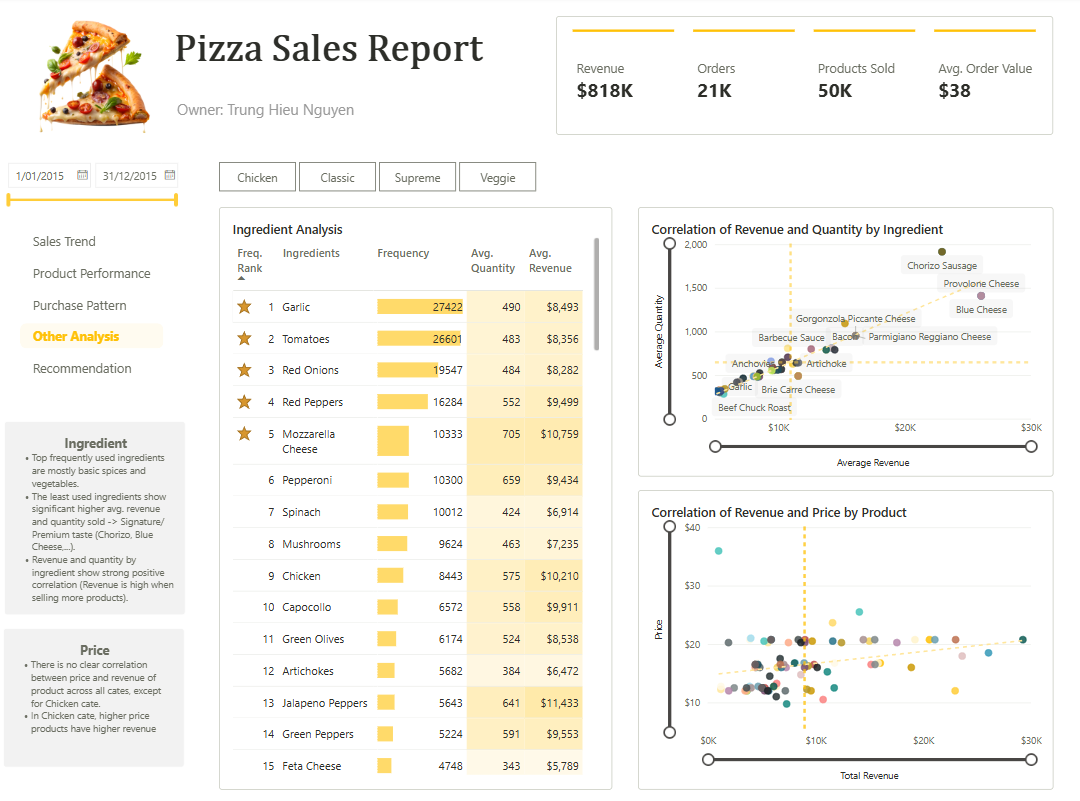 Pizza Sales Report
Owner: Trung Hieu Nguyen
Revenue
$818K
Orders
21K
Products Sold
50K
Avg. Order Value
$38
1/01/2015
31/12/2015
Sales Trend
Product Performance
Purchase Pattern
Other Analysis
Recommendation
Ingredient
• Top frequently used ingredients
are mostly basic spices and
vegetables.
• The least used ingredients show
significant higher avg. revenue
and quantity sold -> Signature/
Premium taste (Chorizo, Blue
Cheese,...).
• Revenue and quantity by
ingredient show strong positive
correlation (Revenue is high when
selling more products).
Price
• There is no clear correlation
between price and revenue of
product across all cates, except
for Chicken cate.
• In Chicken cate, higher price
products have higher revenue
Chicken
Classic
Supreme
Veggie
Ingredient Analysis
Freq. Rank Ingredients Frequency Avg. Quantity Avg. Revenue
1 Garlic 27422 490 $8,493
2 Tomatoes 26601 483 $8,356
3 Red Onions 19547 484 $8,282
4 Red Peppers 16284 552 $9,499
5 Mozzarella Cheese 10333 705 $10,759
6 Pepperoni 10300 659 $9,434
7 Spinach 10012 424 $6,914
8 Mushrooms 9624 463 $7,235
9 Chicken 8443 575 $10,210
10 Capocollo 6572 558 $9,911
11 Green Olives 6174 524 $8,538
12 Artichokes 5682 384 $6,472
13 Jalapeno Peppers 5643 641 $11,433
14 Green Peppers 5224 591 $9,553
15 Feta Cheese 4748 343 $5,789
Correlation of Revenue and Quantity by Ingredient
Average Quantity
2,000
1,500
1,000
500
0
Chorizo Sausage
Provolone Cheese
Blue Cheese
Gorgonzola Piccante Cheese
Barbecue Sauce
Bacon
Parmigiano Reggiano Cheese
Anchovies
Artichoke
Garlic
Brie Carre Cheese
Beef Chuck Roast
$10K
$20K
$30K
Average Revenue
Correlation of Revenue and Price by Product
Price
$40
$30
$20
$10
$0K
$10K
$20K
$30K
Total Revenue